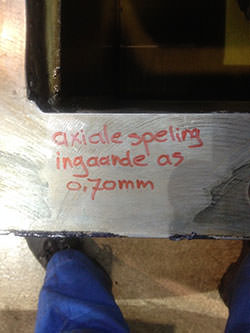 axiale speling
ingaande as
0,70mm